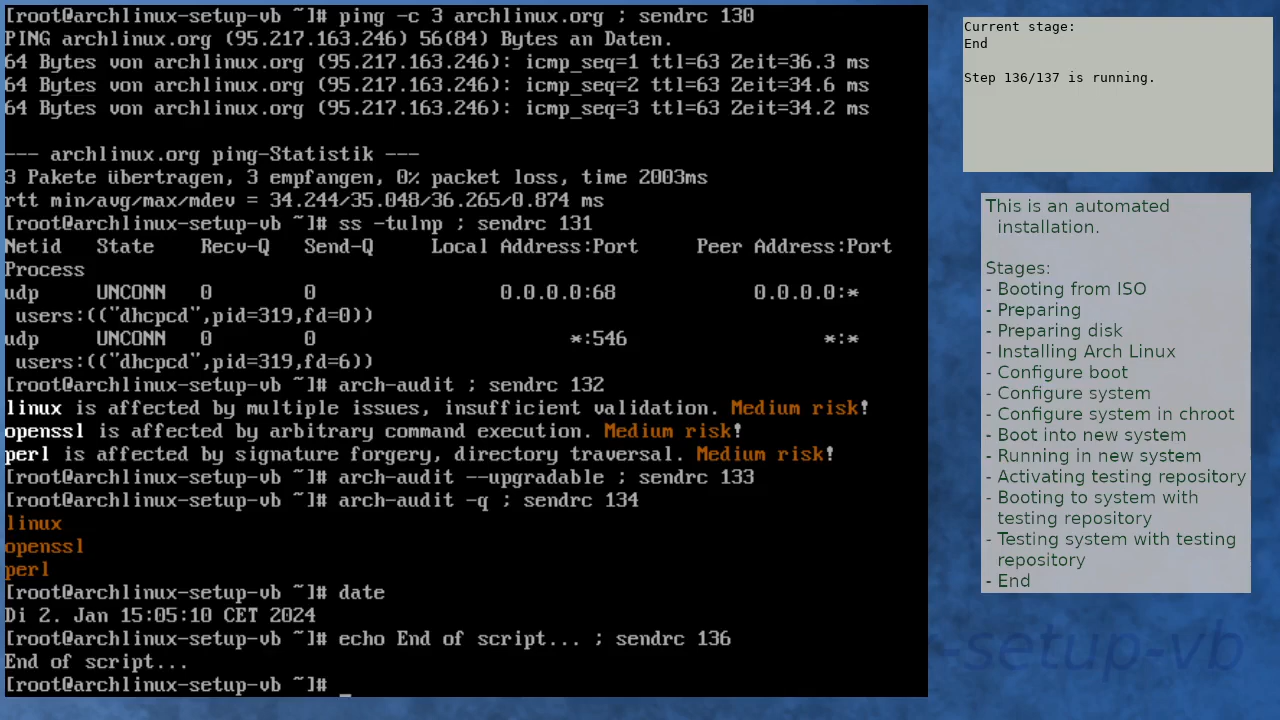 [root@archlinux-setup-vb ~]# ping -c 3 archlinux.org ; sendrc 130
PING archlinux.org (95.217.163.246) 56(84) Bytes an Daten.
64 Bytes von archlinux.org (95.217.163.246): icmp_seq=1 ttl=63 Zeit=36.3 ms
64 Bytes von archlinux.org (95.217.163.246): icmp_seq=2 ttl=63 Zeit=34.6 ms
64 Bytes von archlinux.org (95.217.163.246): icmp_seq=3 ttl=63 Zeit=34.2 ms
--- archlinux.org ping-Statistik ---
3 Pakete übertragen, 3 empfangen, 0% packet loss, time 2003ms
rtt min/avg/max/mdev = 34.244/35.048/36.265/0.874 ms
[root@archlinux-setup-vb ~]# ss -tulnp ; sendrc 131
Netid State Recv-Q Send-Q Local Address:Port Peer Address:Port
Process
udp UNCONN 0 0 0.0.0.0:68 0.0.0.0:*
users:(("dhcpcd",pid=319,fd=0))
udp UNCONN 0 0 *:546 *:*
users:(("dhcpcd",pid=319,fd=6))
[root@archlinux-setup-vb ~]# arch-audit ; sendrc 132
linux is affected by multiple issues, insufficient validation. Medium risk!
openssl is affected by arbitrary command execution. Medium risk!
perl is affected by signature forgery, directory traversal. Medium risk!
[root@archlinux-setup-vb ~]# arch-audit --upgradable ; sendrc 133
[root@archlinux-setup-vb ~]# arch-audit -q ; sendrc 134
linux
openssl
perl
[root@archlinux-setup-vb ~]# date
Di 2. Jan 15:05:10 CET 2024
[root@archlinux-setup-vb ~]# echo End of script... ; sendrc 136
End of script...
[root@archlinux-setup-vb ~]# _
Current stage:
End
Step 136/137 is running.
This is an automated
installation.
Stages:
- Booting from ISO
- Preparing
- Preparing disk
- Installing Arch Linux
- Configure boot
- Configure system
- Configure system in chroot
- Boot into new system
- Running in new system
- Activating testing repository
- Booting to system with
testing repository
- Testing system with testing
repository
- End
-setup-vb